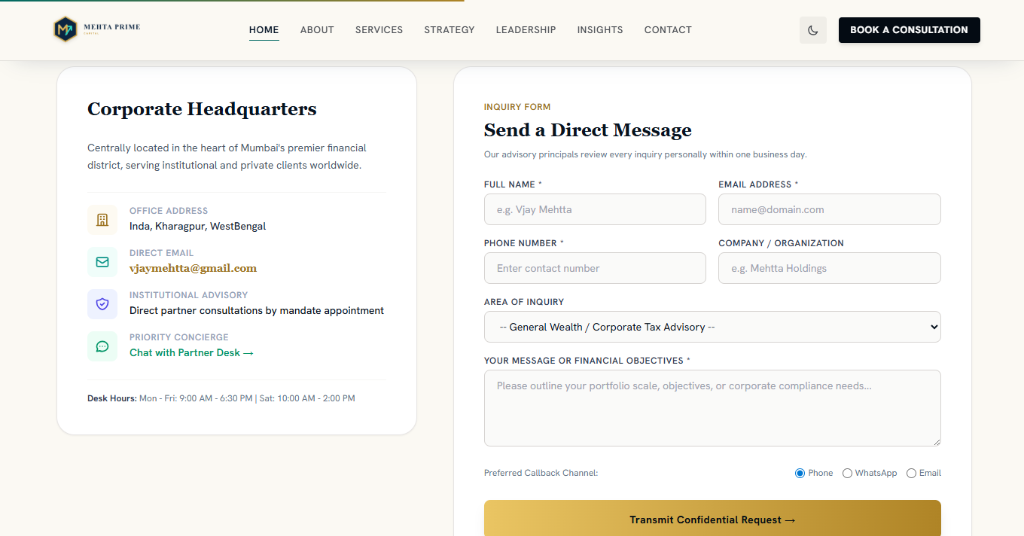 MEHTA PRIME
HOME ABOUT SERVICES STRATEGY LEADERSHIP INSIGHTS CONTACT
BOOK A CONSULTATION
Corporate Headquarters
Centrally located in the heart of Mumbai's premier financial
district, serving institutional and private clients worldwide.
OFFICE ADDRESS
Inda, Kharagpur, WestBengal
DIRECT EMAIL
vjaymehtta@gmail.com
INSTITUTIONAL ADVISORY
Direct partner consultations by mandate appointment
PRIORITY CONCIERGE
Chat with Partner Desk →
Desk Hours: Mon - Fri: 9:00 AM - 6:30 PM | Sat: 10:00 AM - 2:00 PM
INQUIRY FORM
Send a Direct Message
Our advisory principals review every inquiry personally within one business day.
FULL NAME * EMAIL ADDRESS *
e.g. Vjay Mehtta name@domain.com
PHONE NUMBER * COMPANY / ORGANIZATION
Enter contact number e.g. Mehtta Holdings
AREA OF INQUIRY
-- General Wealth / Corporate Tax Advisory --
YOUR MESSAGE OR FINANCIAL OBJECTIVES *
Please outline your portfolio scale, objectives, or corporate compliance needs...
Preferred Callback Channel: Phone WhatsApp Email
Transmit Confidential Request →